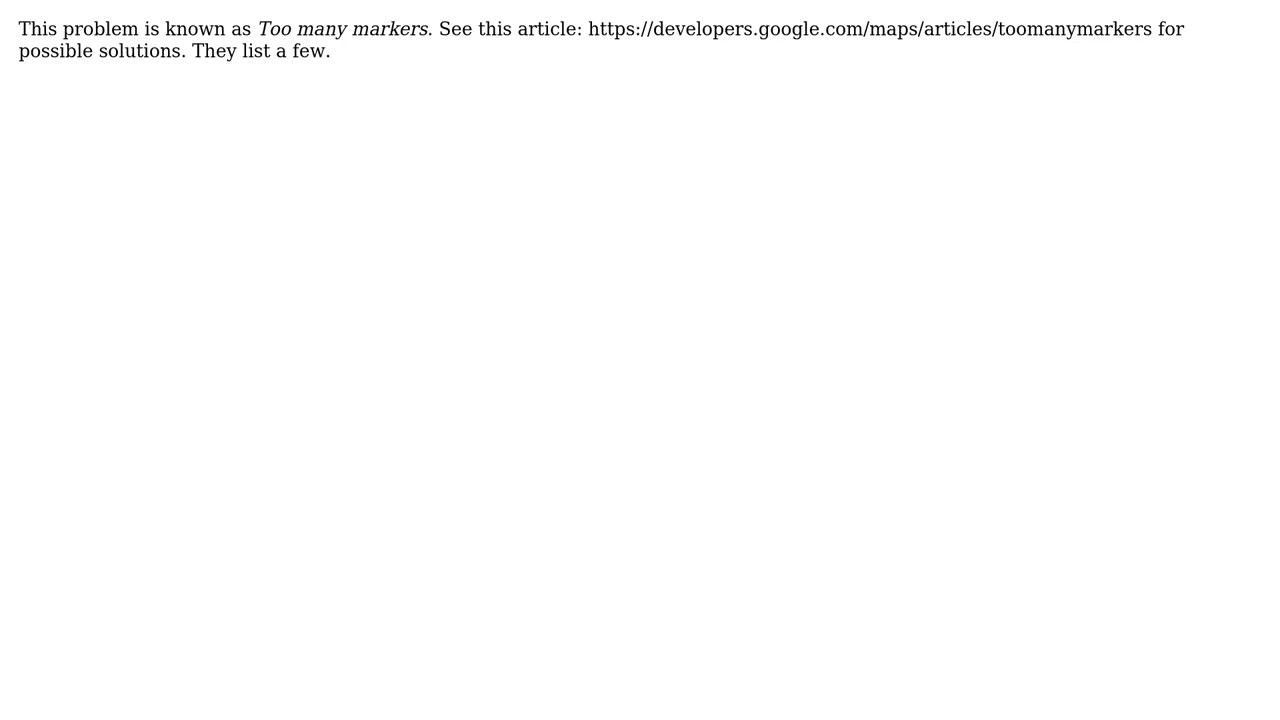 This problem is known as Too many markers. See this article: https://developers.google.com/maps/articles/toomanymarkers for
possible solutions. They list a few.